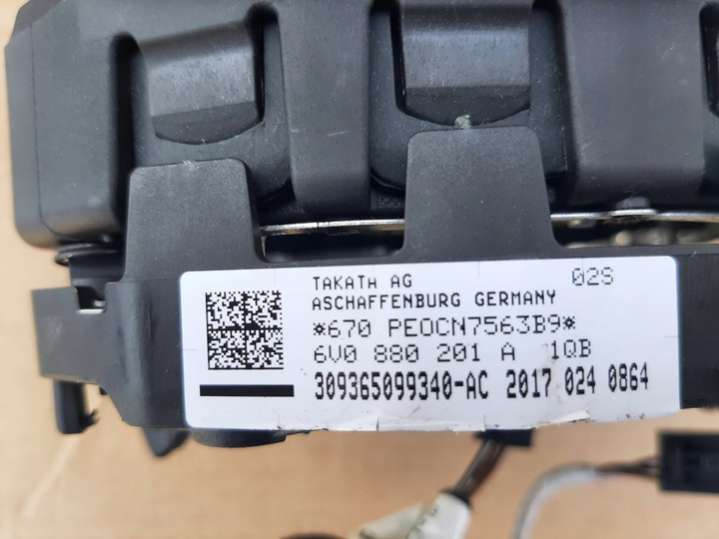 TAKATA AG 02S
ASCHAFFENBURG GERMANY
*670 PEOCN7563B9*
6V0 880 201 A 1QB
309365099340-AC 2017 024 0864